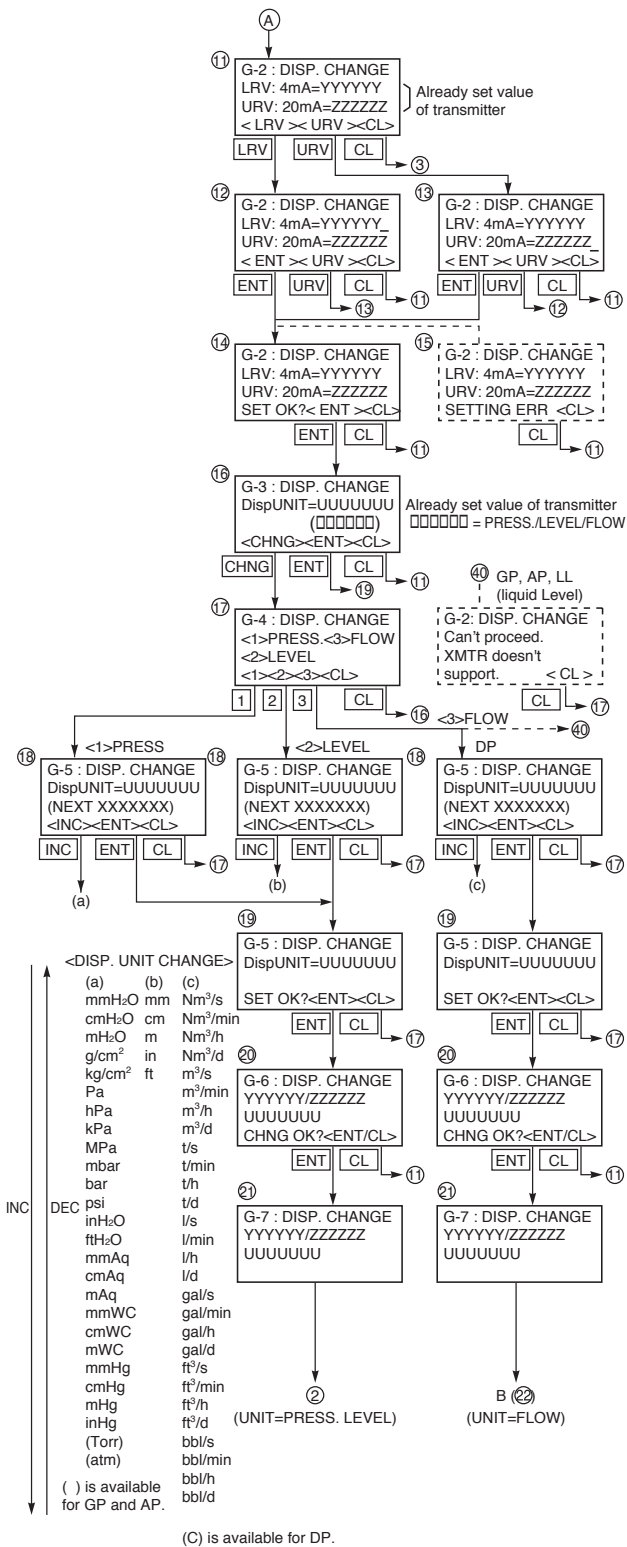 A
11
G-2 : DISP. CHANGE
LRV: 4mA=YYYYYY
URV: 20mA=ZZZZZZ
< LRV >< URV ><CL>
Already set value
of transmitter
LRV URV CL
3
12
G-2 : DISP. CHANGE
LRV: 4mA=YYYYYY_
URV: 20mA=ZZZZZZ
< ENT >< URV ><CL>
ENT URV CL
13
11
13
G-2 : DISP. CHANGE
LRV: 4mA=YYYYYY
URV: 20mA=ZZZZZZ_
< ENT >< URV ><CL>
ENT URV CL
12
11
14
G-2 : DISP. CHANGE
LRV: 4mA=YYYYYY
URV: 20mA=ZZZZZZ
SET OK?< ENT ><CL>
ENT CL
11
15
G-2 : DISP. CHANGE
LRV: 4mA=YYYYYY
URV: 20mA=ZZZZZZ
SETTING ERR <CL>
CL
11
16
G-3 : DISP. CHANGE
DispUNIT=UUUUUUU
(▯▯▯▯▯▯)
<CHNG><ENT><CL>
Already set value of transmitter
▯▯▯▯▯▯ = PRESS./LEVEL/FLOW
CHNG ENT CL
19
11
17
G-4 : DISP. CHANGE
<1>PRESS.<3>FLOW
<2>LEVEL
<1><2><3><CL>
1 2 3 CL
16
40 GP, AP, LL
(liquid Level)
G-2: DISP. CHANGE
Can't proceed.
XMTR doesn't
support. < CL >
CL
17
<3>FLOW
40
<1>PRESS
18
G-5 : DISP. CHANGE
DispUNIT=UUUUUUU
(NEXT XXXXXXX)
<INC><ENT><CL>
INC ENT CL
17
(a)
<2>LEVEL
18
G-5 : DISP. CHANGE
DispUNIT=UUUUUUU
(NEXT XXXXXXX)
<INC><ENT><CL>
INC ENT CL
17
(b)
DP
18
G-5 : DISP. CHANGE
DispUNIT=UUUUUUU
(NEXT XXXXXXX)
<INC><ENT><CL>
INC ENT CL
17
(c)
19
G-5 : DISP. CHANGE
DispUNIT=UUUUUUU
SET OK?<ENT><CL>
ENT CL
17
19
G-5 : DISP. CHANGE
DispUNIT=UUUUUUU
SET OK?<ENT><CL>
ENT CL
17
20
G-6 : DISP. CHANGE
YYYYYY/ZZZZZZ
UUUUUUU
CHNG OK?<ENT/CL>
ENT CL
11
20
G-6 : DISP. CHANGE
YYYYYY/ZZZZZZ
UUUUUUU
CHNG OK?<ENT/CL>
ENT CL
11
21
G-7 : DISP. CHANGE
YYYYYY/ZZZZZZ
UUUUUUU
2
(UNIT=PRESS. LEVEL)
21
G-7 : DISP. CHANGE
YYYYYY/ZZZZZZ
UUUUUUU
B (22)
(UNIT=FLOW)
<DISP. UNIT CHANGE>
INC
DEC
(a) (b) (c)
mmH₂O mm Nm³/s
cmH₂O cm Nm³/min
mH₂O m Nm³/h
g/cm² in Nm³/d
kg/cm² ft m³/s
Pa m³/min
hPa m³/h
kPa m³/d
MPa t/s
mbar t/min
bar t/h
psi t/d
inH₂O l/s
ftH₂O l/min
mmAq l/h
cmAq l/d
mAq gal/s
mmWC gal/min
cmWC gal/h
mWC gal/d
mmHg ft³/s
cmHg ft³/min
mHg ft³/h
inHg ft³/d
(Torr) bbl/s
(atm) bbl/min
bbl/h
bbl/d
( ) is available
for GP and AP.
(C) is available for DP.